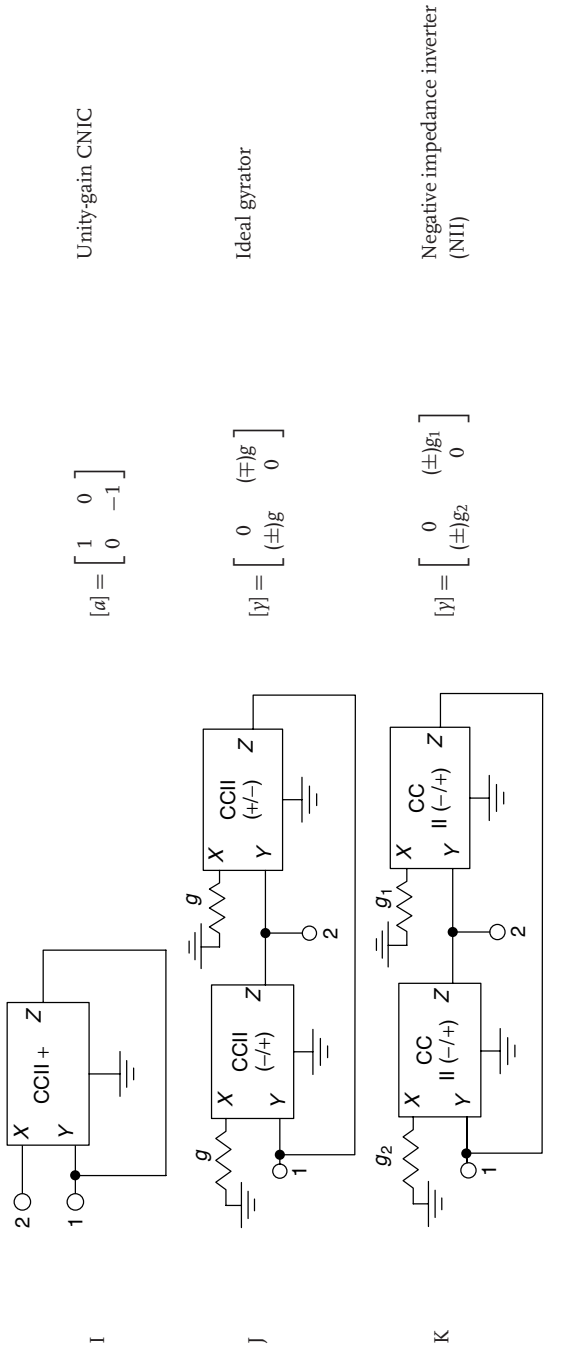 I
X
Y
CCII +
Z
2
1
[a] = [ 1 0
0 −1 ]
Unity-gain CNIC
J
g
X
Y
CCII
(−/+)
Z
1
2
g
X
Y
CCII
(+/−)
Z
[y] = [ 0 (∓)g
(±)g 0 ]
Ideal gyrator
K
g2
X
Y
CC
II (−/+)
Z
1
2
g1
X
Y
CC
II (−/+)
Z
[y] = [ 0 (±)g1
(±)g2 0 ]
Negative impedance inverter
(NII)